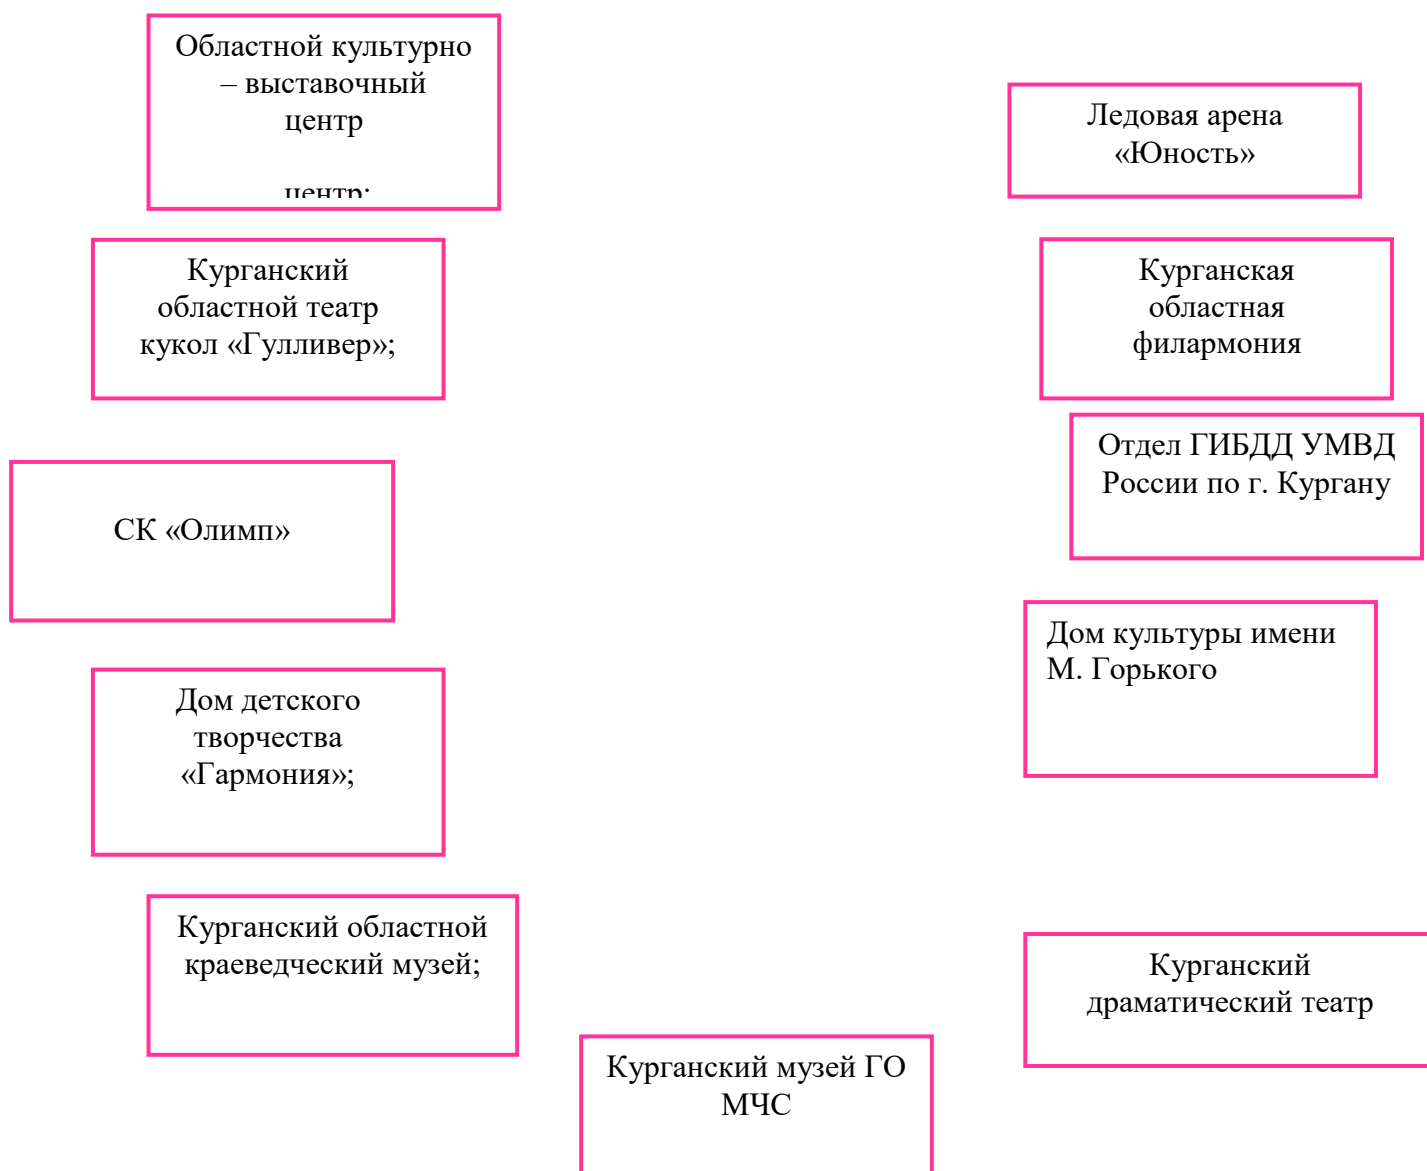 Областной культурно
– выставочный
центр
центр;
Ледовая арена
«Юность»
Курганский
областной театр
кукол «Гулливер»;
Курганская
областная
филармония
Отдел ГИБДД УМВД
России по г. Кургану
СК «Олимп»
Дом культуры имени
М. Горького
Дом детского
творчества
«Гармония»;
Курганский областной
краеведческий музей;
Курганский
драматический театр
Курганский музей ГО
МЧС